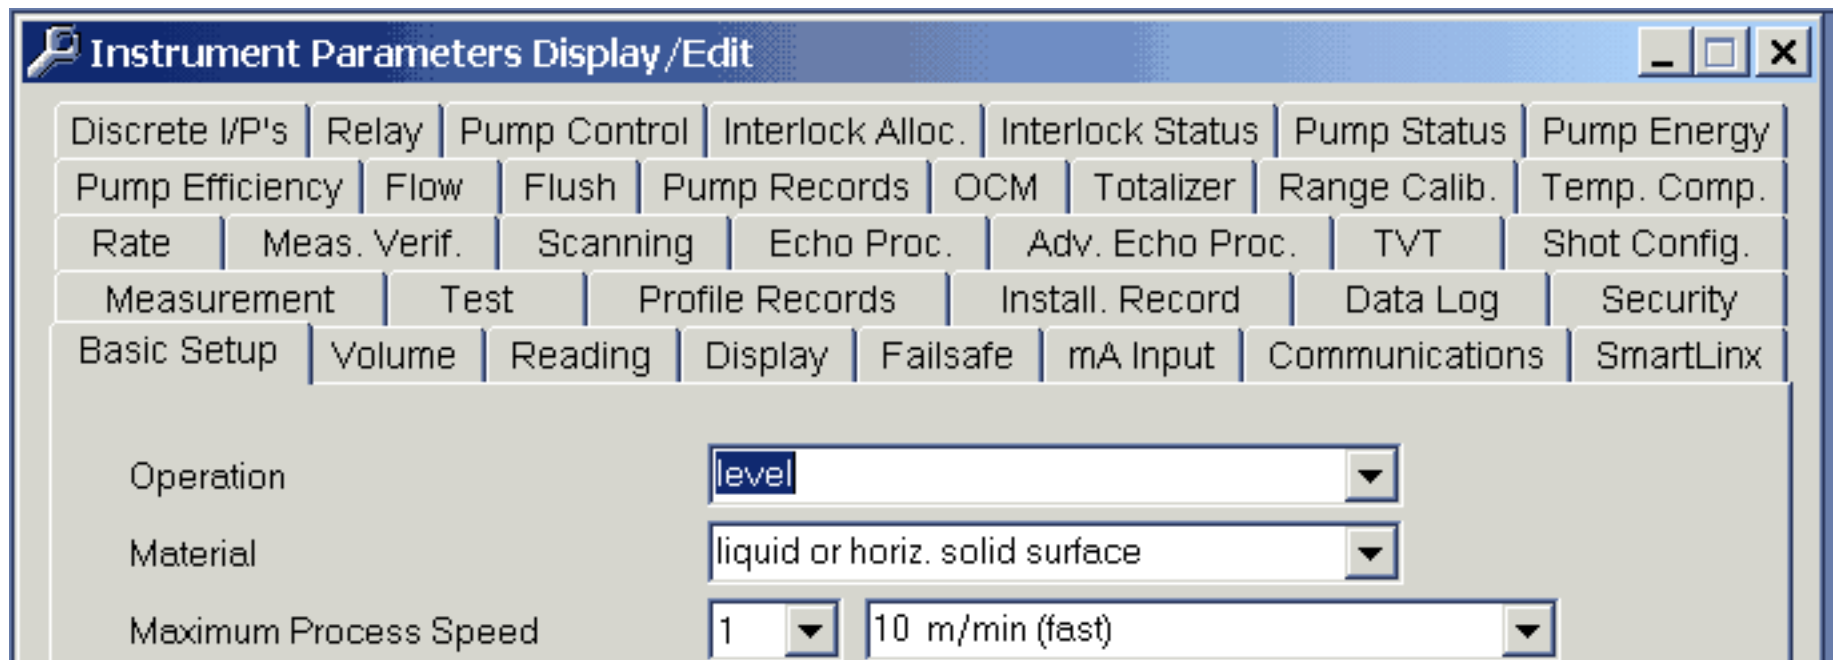 Instrument Parameters Display/Edit
Discrete I/P's Relay Pump Control Interlock Alloc. Interlock Status Pump Status Pump Energy
Pump Efficiency Flow Flush Pump Records OCM Totalizer Range Calib. Temp. Comp.
Rate Meas. Verif. Scanning Echo Proc. Adv. Echo Proc. TVT Shot Config.
Measurement Test Profile Records Install. Record Data Log Security
Basic Setup Volume Reading Display Failsafe mA Input Communications SmartLinx
Operation level
Material liquid or horiz. solid surface
Maximum Process Speed 1 10 m/min (fast)